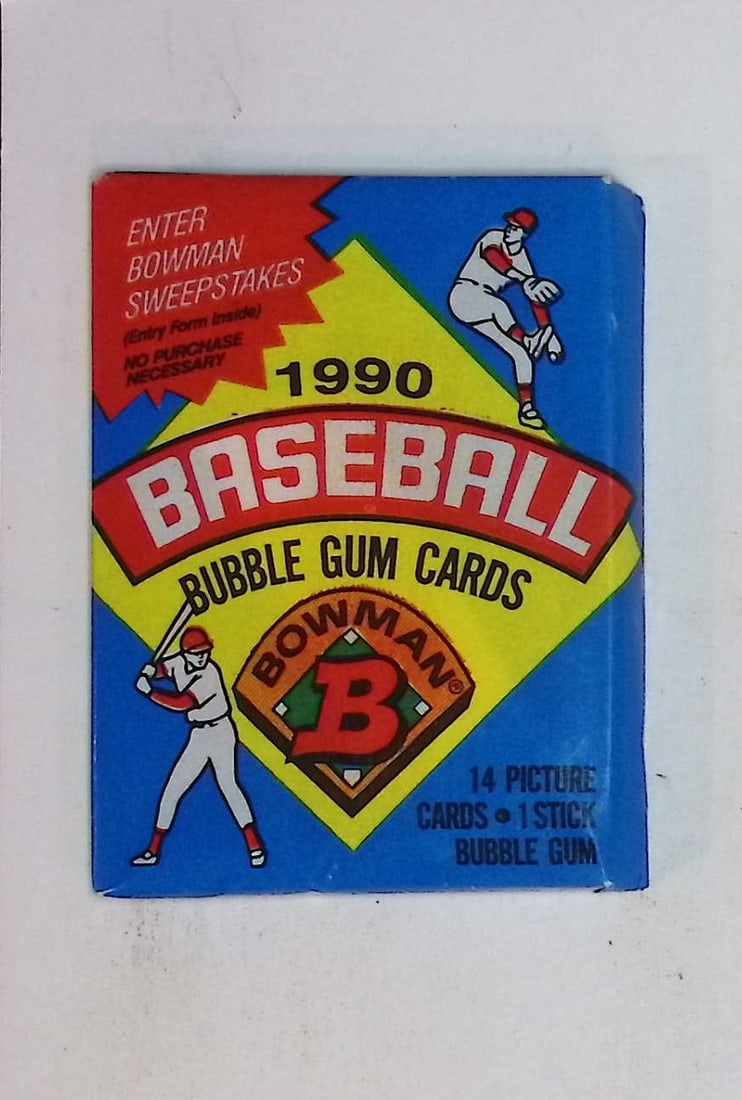 ENTER
BOWMAN
SWEEPSTAKES
(Entry Form Inside)
NO PURCHASE
NECESSARY
1990
BASEBALL
BUBBLE GUM CARDS
BOWMAN®
B
14 PICTURE
CARDS • 1 STICK
BUBBLE GUM